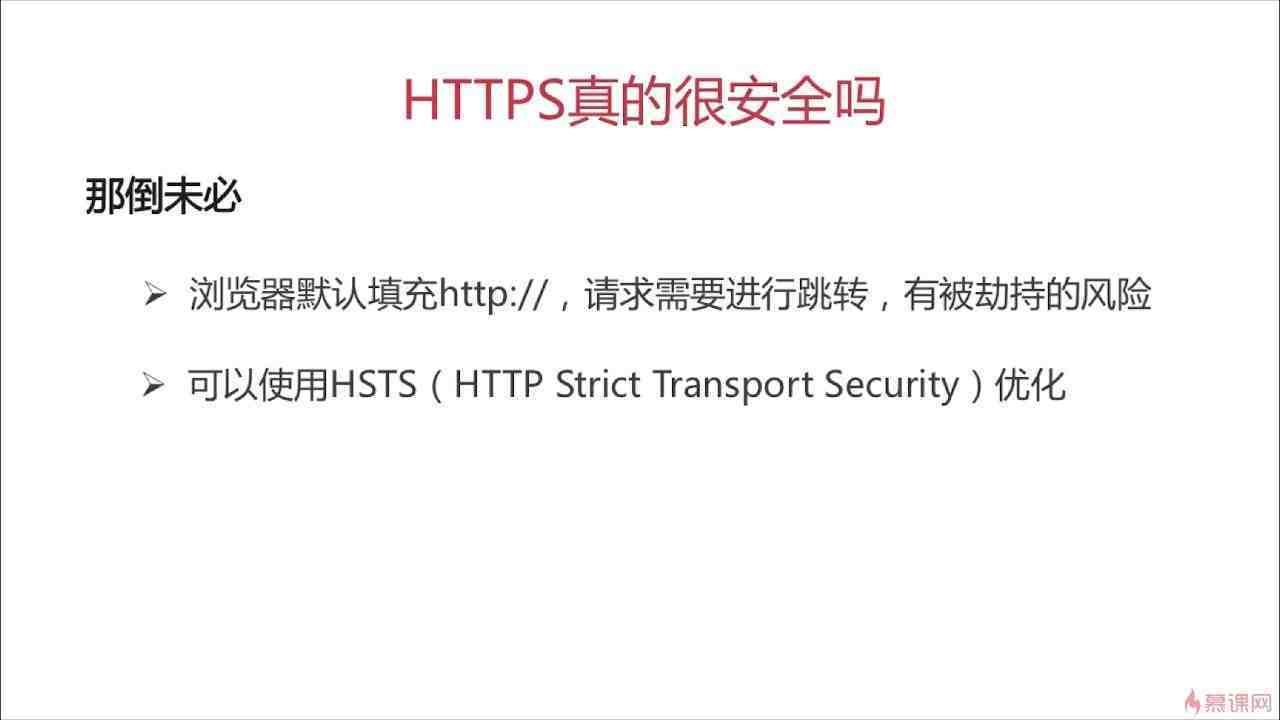 HTTPS真的很安全吗
那倒未必
浏览器默认填充http://，请求需要进行跳转，有被劫持的风险
可以使用HSTS（HTTP Strict Transport Security）优化
慕课网